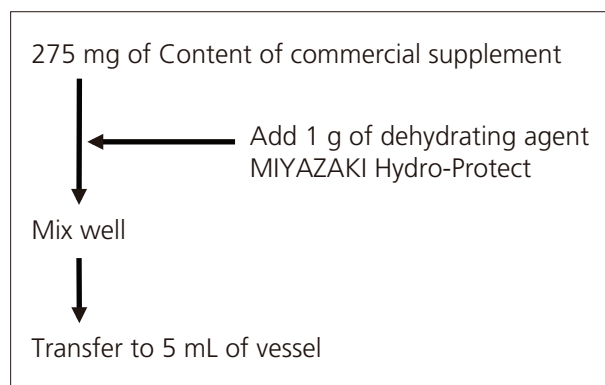 275 mg of Content of commercial supplement
Add 1 g of dehydrating agent
MIYAZAKI Hydro-Protect
Mix well
Transfer to 5 mL of vessel